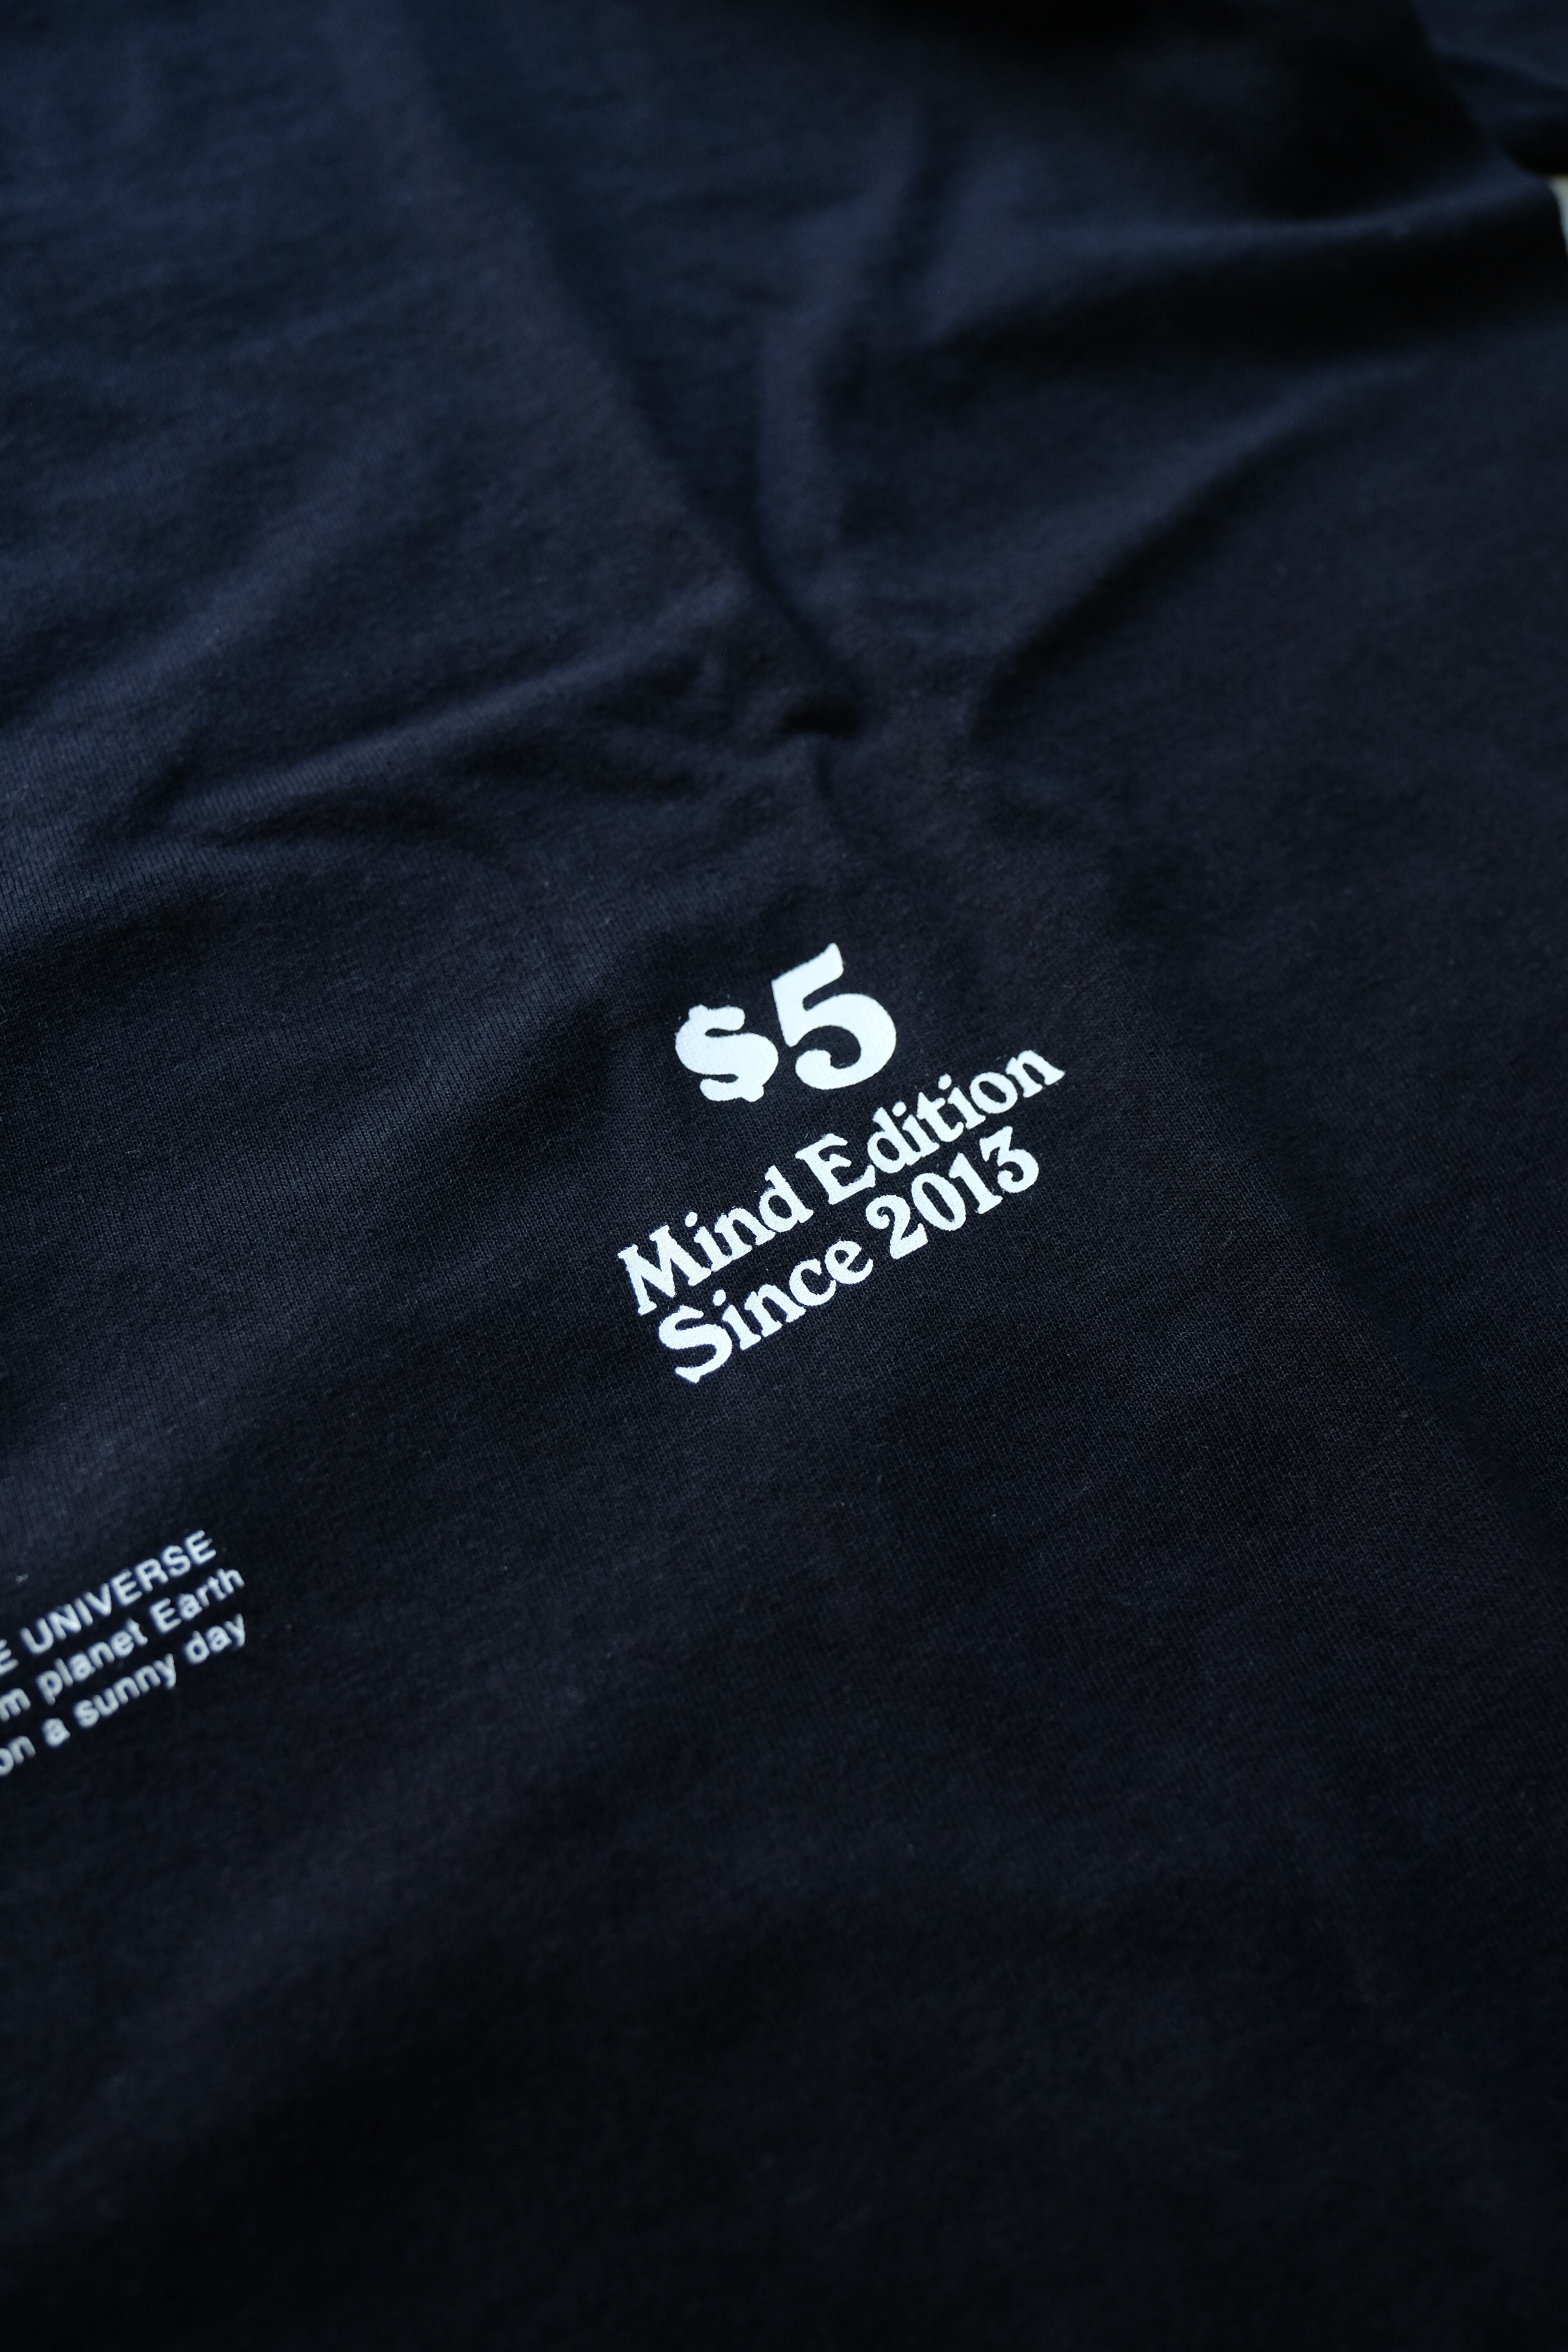 $5
Mind Edition
Since 2013
UNIVERSE
planet Earth
on a sunny day